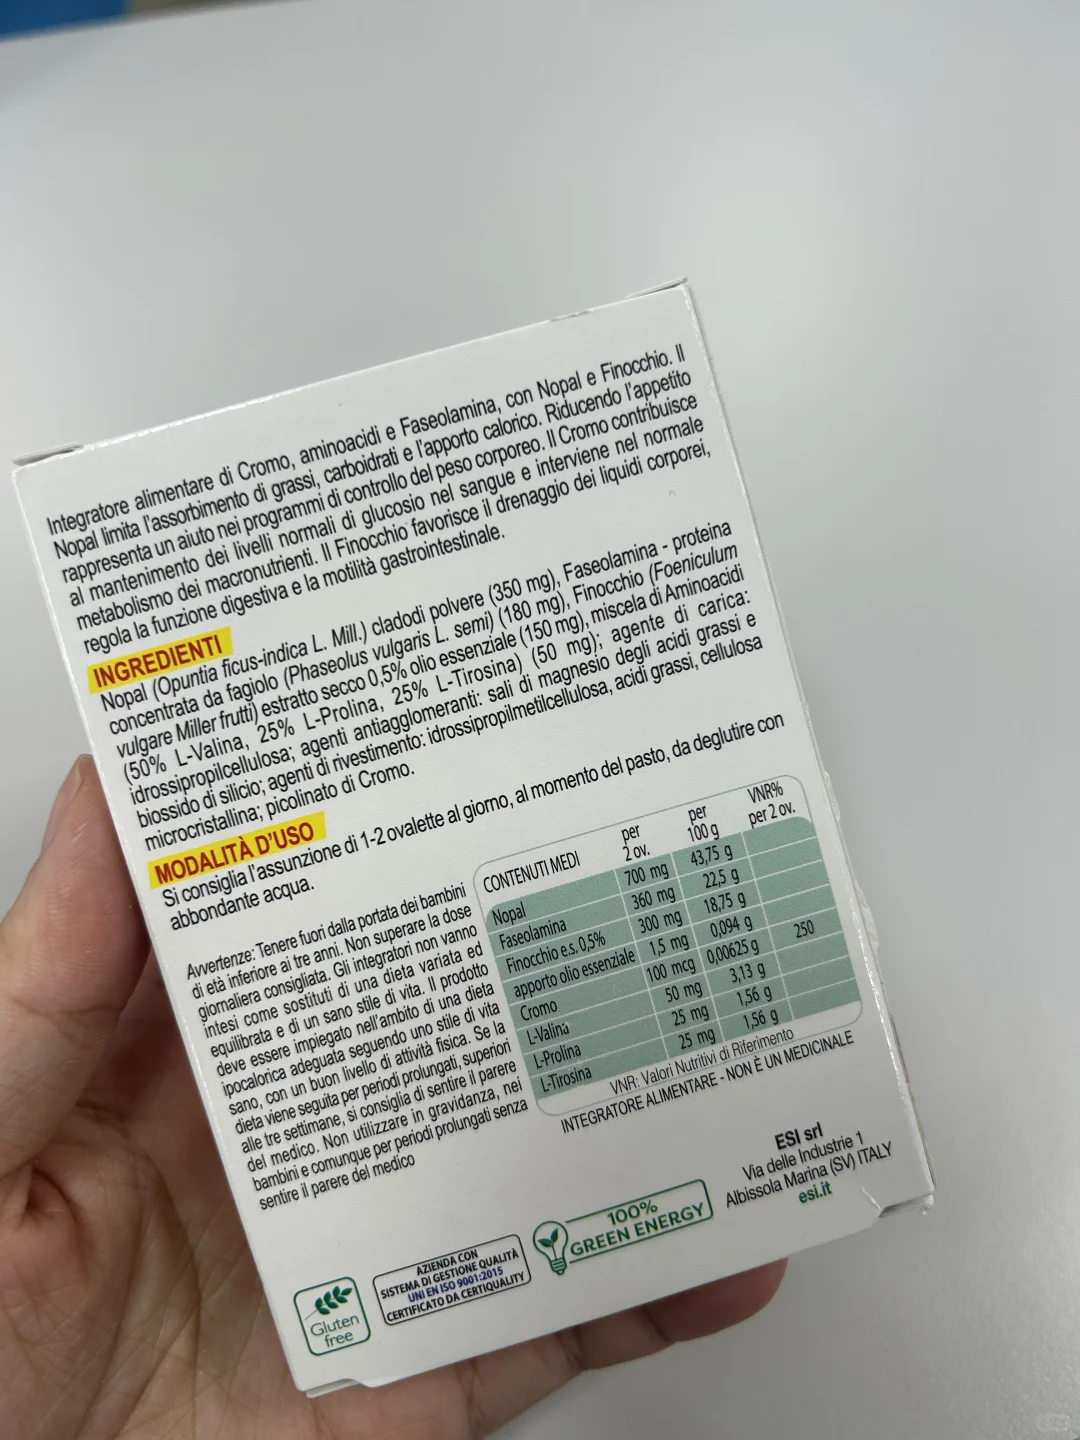 Integratore alimentare di Cromo, aminoacidi e Faseolamina, con Nopal e Finocchio. Il
Nopal limita l'assorbimento di grassi, carboidrati e l'apporto calorico. Riducendo l'appetito
rappresenta un aiuto nei programmi di controllo del peso corporeo. Il Cromo contribuisce
al mantenimento dei livelli normali di glucosio nel sangue e interviene nel normale
metabolismo dei macronutrienti. Il Finocchio favorisce il drenaggio dei liquidi corporei,
regola la funzione digestiva e la motilità gastrointestinale.
INGREDIENTI
Nopal (Opuntia ficus-indica L. Mill.) cladodi polvere (350 mg), Faseolamina - proteina
concentrata da fagiolo (Phaseolus vulgaris L. semi) (180 mg), Finocchio (Foeniculum
vulgare Miller frutti) estratto secco 0,5% olio essenziale (150 mg), miscela di Aminoacidi
(50% L-Valina, 25% L-Prolina, 25% L-Tirosina) (50 mg); agente di carica:
idrossipropilcellulosa; agenti antiagglomeranti: sali di magnesio degli acidi grassi e
biossido di silicio; agenti di rivestimento: idrossipropilmetilcellulosa, acidi grassi, cellulosa
microcristallina; picolinato di Cromo.
MODALITÀ D'USO
Si consiglia l'assunzione di 1-2 ovalette al giorno, al momento del pasto, da deglutire con
abbondante acqua.
Avvertenze: Tenere fuori dalla portata dei bambini
di età inferiore ai tre anni. Non superare la dose
giornaliera consigliata. Gli integratori non vanno
intesi come sostituti di una dieta variata ed
equilibrata e di un sano stile di vita. Il prodotto
deve essere impiegato nell'ambito di una dieta
ipocalorica adeguata seguendo uno stile di vita
sano, con un buon livello di attività fisica. Se la
dieta viene seguita per periodi prolungati, superiori
alle tre settimane, si consiglia di sentire il parere
del medico. Non utilizzare in gravidanza, nei
bambini e comunque per periodi prolungati senza
sentire il parere del medico
CONTENUTI MEDI per 2 ov. per 100 g VNR% per 2 ov.
Nopal 700 mg 43,75 g
Faseolamina 360 mg 22,5 g
Finocchio e.s. 0,5% 300 mg 18,75 g
apporto olio essenziale 1,5 mg 0,094 g
Cromo 100 mcg 0,00625 g 250
L-Valina 50 mg 3,13 g
L-Prolina 25 mg 1,56 g
L-Tirosina 25 mg 1,56 g
VNR: Valori Nutritivi di Riferimento
INTEGRATORE ALIMENTARE - NON È UN MEDICINALE
ESI srl
Via delle Industrie 1
Albissola Marina (SV) ITALY
esi.it
Gluten
free
AZIENDA CON
SISTEMA DI GESTIONE QUALITÀ
UNI EN ISO 9001:2015
CERTIFICATO DA CERTIQUALITY
100%
GREEN ENERGY